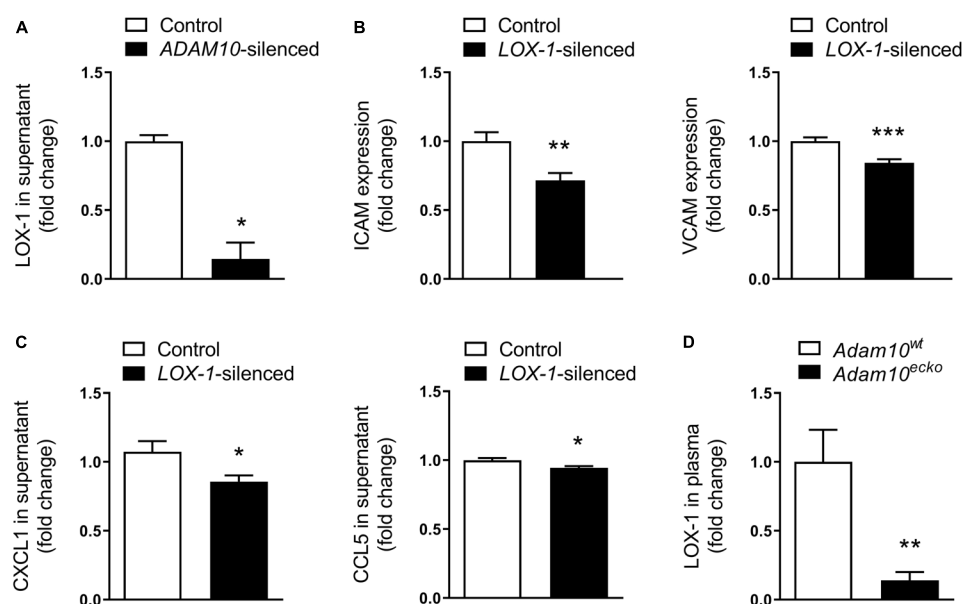 A
Control
ADAM10-silenced
LOX-1 in supernatant
(fold change)
1.5
1.0
0.5
0.0
*
B
Control
LOX-1-silenced
ICAM expression
(fold change)
1.5
1.0
0.5
0.0
**
Control
LOX-1-silenced
VCAM expression
(fold change)
1.5
1.0
0.5
0.0
***
C
Control
LOX-1-silenced
CXCL1 in supernatant
(fold change)
1.5
1.0
0.5
0.0
*
Control
LOX-1-silenced
CCL5 in supernatant
(fold change)
1.5
1.0
0.5
0.0
*
D
Adam10^wt
Adam10^ecko
LOX-1 in plasma
(fold change)
1.5
1.0
0.5
0.0
**